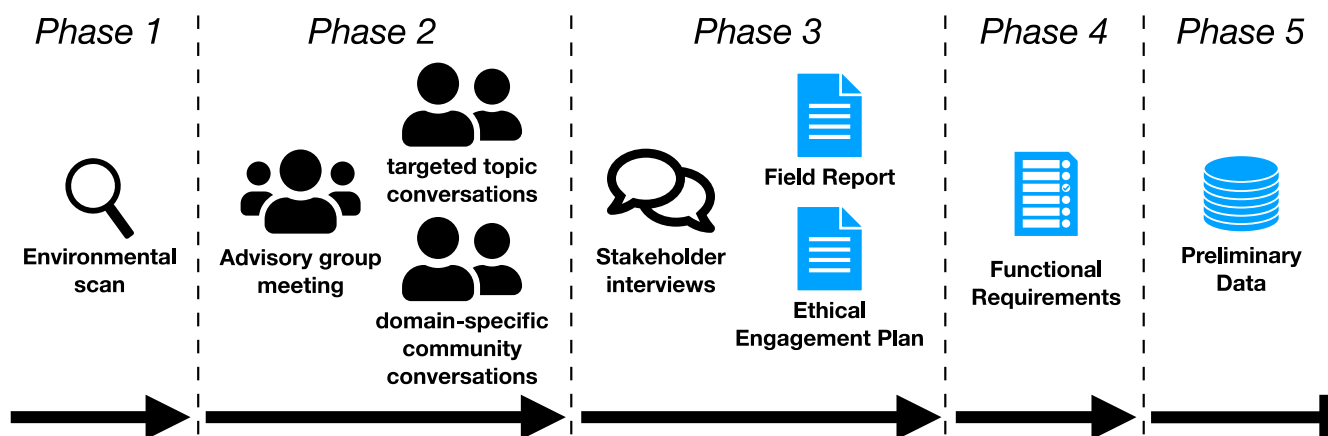 Phase 1
Phase 2
Phase 3
Phase 4
Phase 5
Environmental
scan
Advisory group
meeting
targeted topic
conversations
domain-specific
community
conversations
Stakeholder
interviews
Field Report
Ethical
Engagement Plan
Functional
Requirements
Preliminary
Data